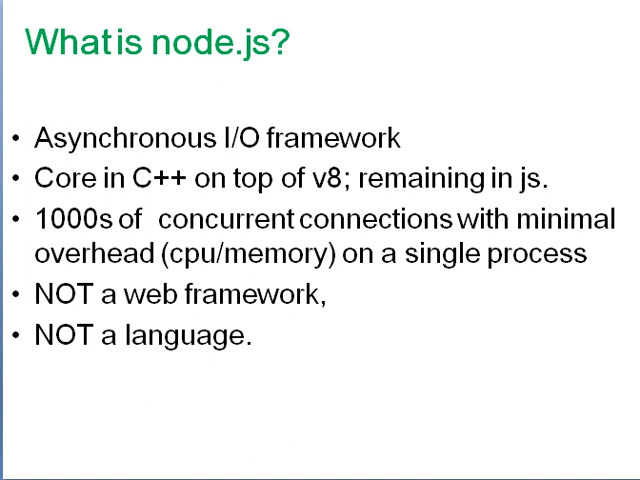 What is node.js?
• Asynchronous I/O framework
• Core in C++ on top of v8; remaining in js.
• 1000s of concurrent connections with minimal
overhead (cpu/memory) on a single process
• NOT a web framework,
• NOT a language.